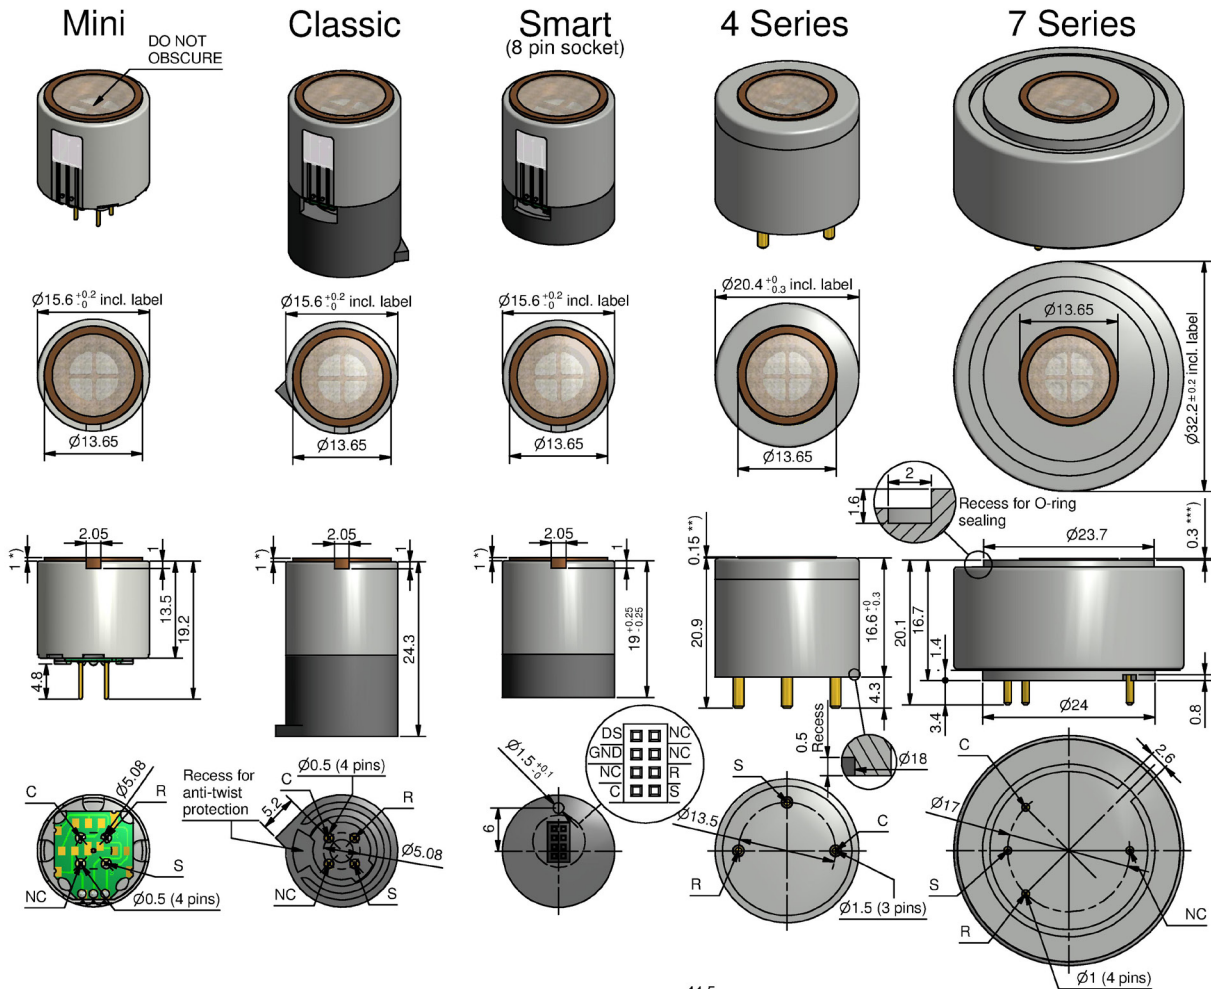 Mini
Classic
Smart
(8 pin socket)
4 Series
7 Series
DO NOT
OBSCURE
Ø15.6 +0.2 -0 incl. label
Ø15.6 +0.2 -0 incl. label
Ø15.6 +0.2 -0 incl. label
Ø20.4 +0 -0.3 incl. label
Ø13.65
Ø32.2 ± 0.2 incl. label
Ø13.65
Ø13.65
Ø13.65
Ø13.65
2
1.6
Recess for O-ring
sealing
2.05
1 *)
1
13.5
19.2
4.8
2.05
1 *)
1
24.3
2.05
1 *)
1
19 +0.25 -0.25
0.15 **)
20.9
16.6 +0 -0.3
4.3
Ø23.7
0.3 ***)
20.1
16.7
1.4
3.4
Ø24
0.8
0.5
Recess
Ø18
DS
NC
GND
NC
NC
R
C
S
Ø5.08
C
R
S
NC
Ø0.5 (4 pins)
Recess for
anti-twist
protection
5.2
Ø0.5 (4 pins)
C
R
Ø5.08
NC
S
Ø1.5 +0.1 -0
6
S
Ø13.5
C
R
Ø1.5 (3 pins)
C
2.6
Ø17
S
R
NC
Ø1 (4 pins)